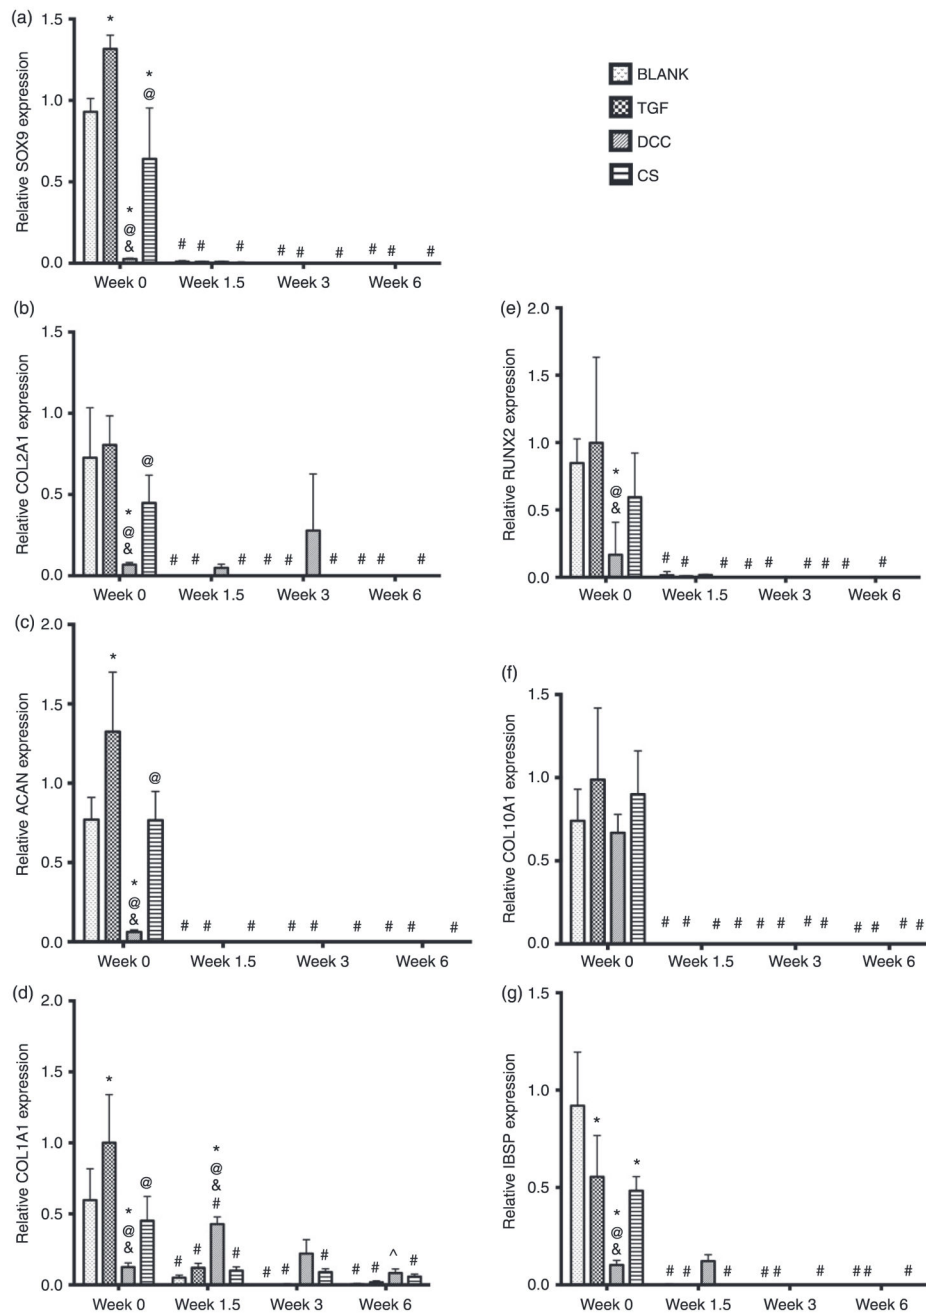 (a)
Relative SOX9 expression
1.5
1.0
0.5
0.0
*
*
@
&
*
@
# # #
# # #
# # #
Week 0 Week 1.5 Week 3 Week 6
BLANK
TGF
DCC
CS
(b)
Relative COL2A1 expression
1.5
1.0
0.5
0.0
*
@
&
@
# # #
# # #
# # #
Week 0 Week 1.5 Week 3 Week 6
(c)
Relative ACAN expression
2.0
1.5
1.0
0.5
0.0
*
*
@
&
@
# # #
# # #
# # #
Week 0 Week 1.5 Week 3 Week 6
(d)
Relative COL1A1 expression
2.0
1.5
1.0
0.5
0.0
*
*
@
&
@
# #
*
@
&
#
#
# # #
# # ^ #
Week 0 Week 1.5 Week 3 Week 6
(e)
Relative RUNX2 expression
2.0
1.5
1.0
0.5
0.0
*
@
&
# # #
# # #
# # #
Week 0 Week 1.5 Week 3 Week 6
(f)
Relative COL10A1 expression
1.5
1.0
0.5
0.0
# # # #
# # # #
# # # #
Week 0 Week 1.5 Week 3 Week 6
(g)
Relative IBSP expression
1.5
1.0
0.5
0.0
*
*
@
&
*
# # #
## #
## #
Week 0 Week 1.5 Week 3 Week 6